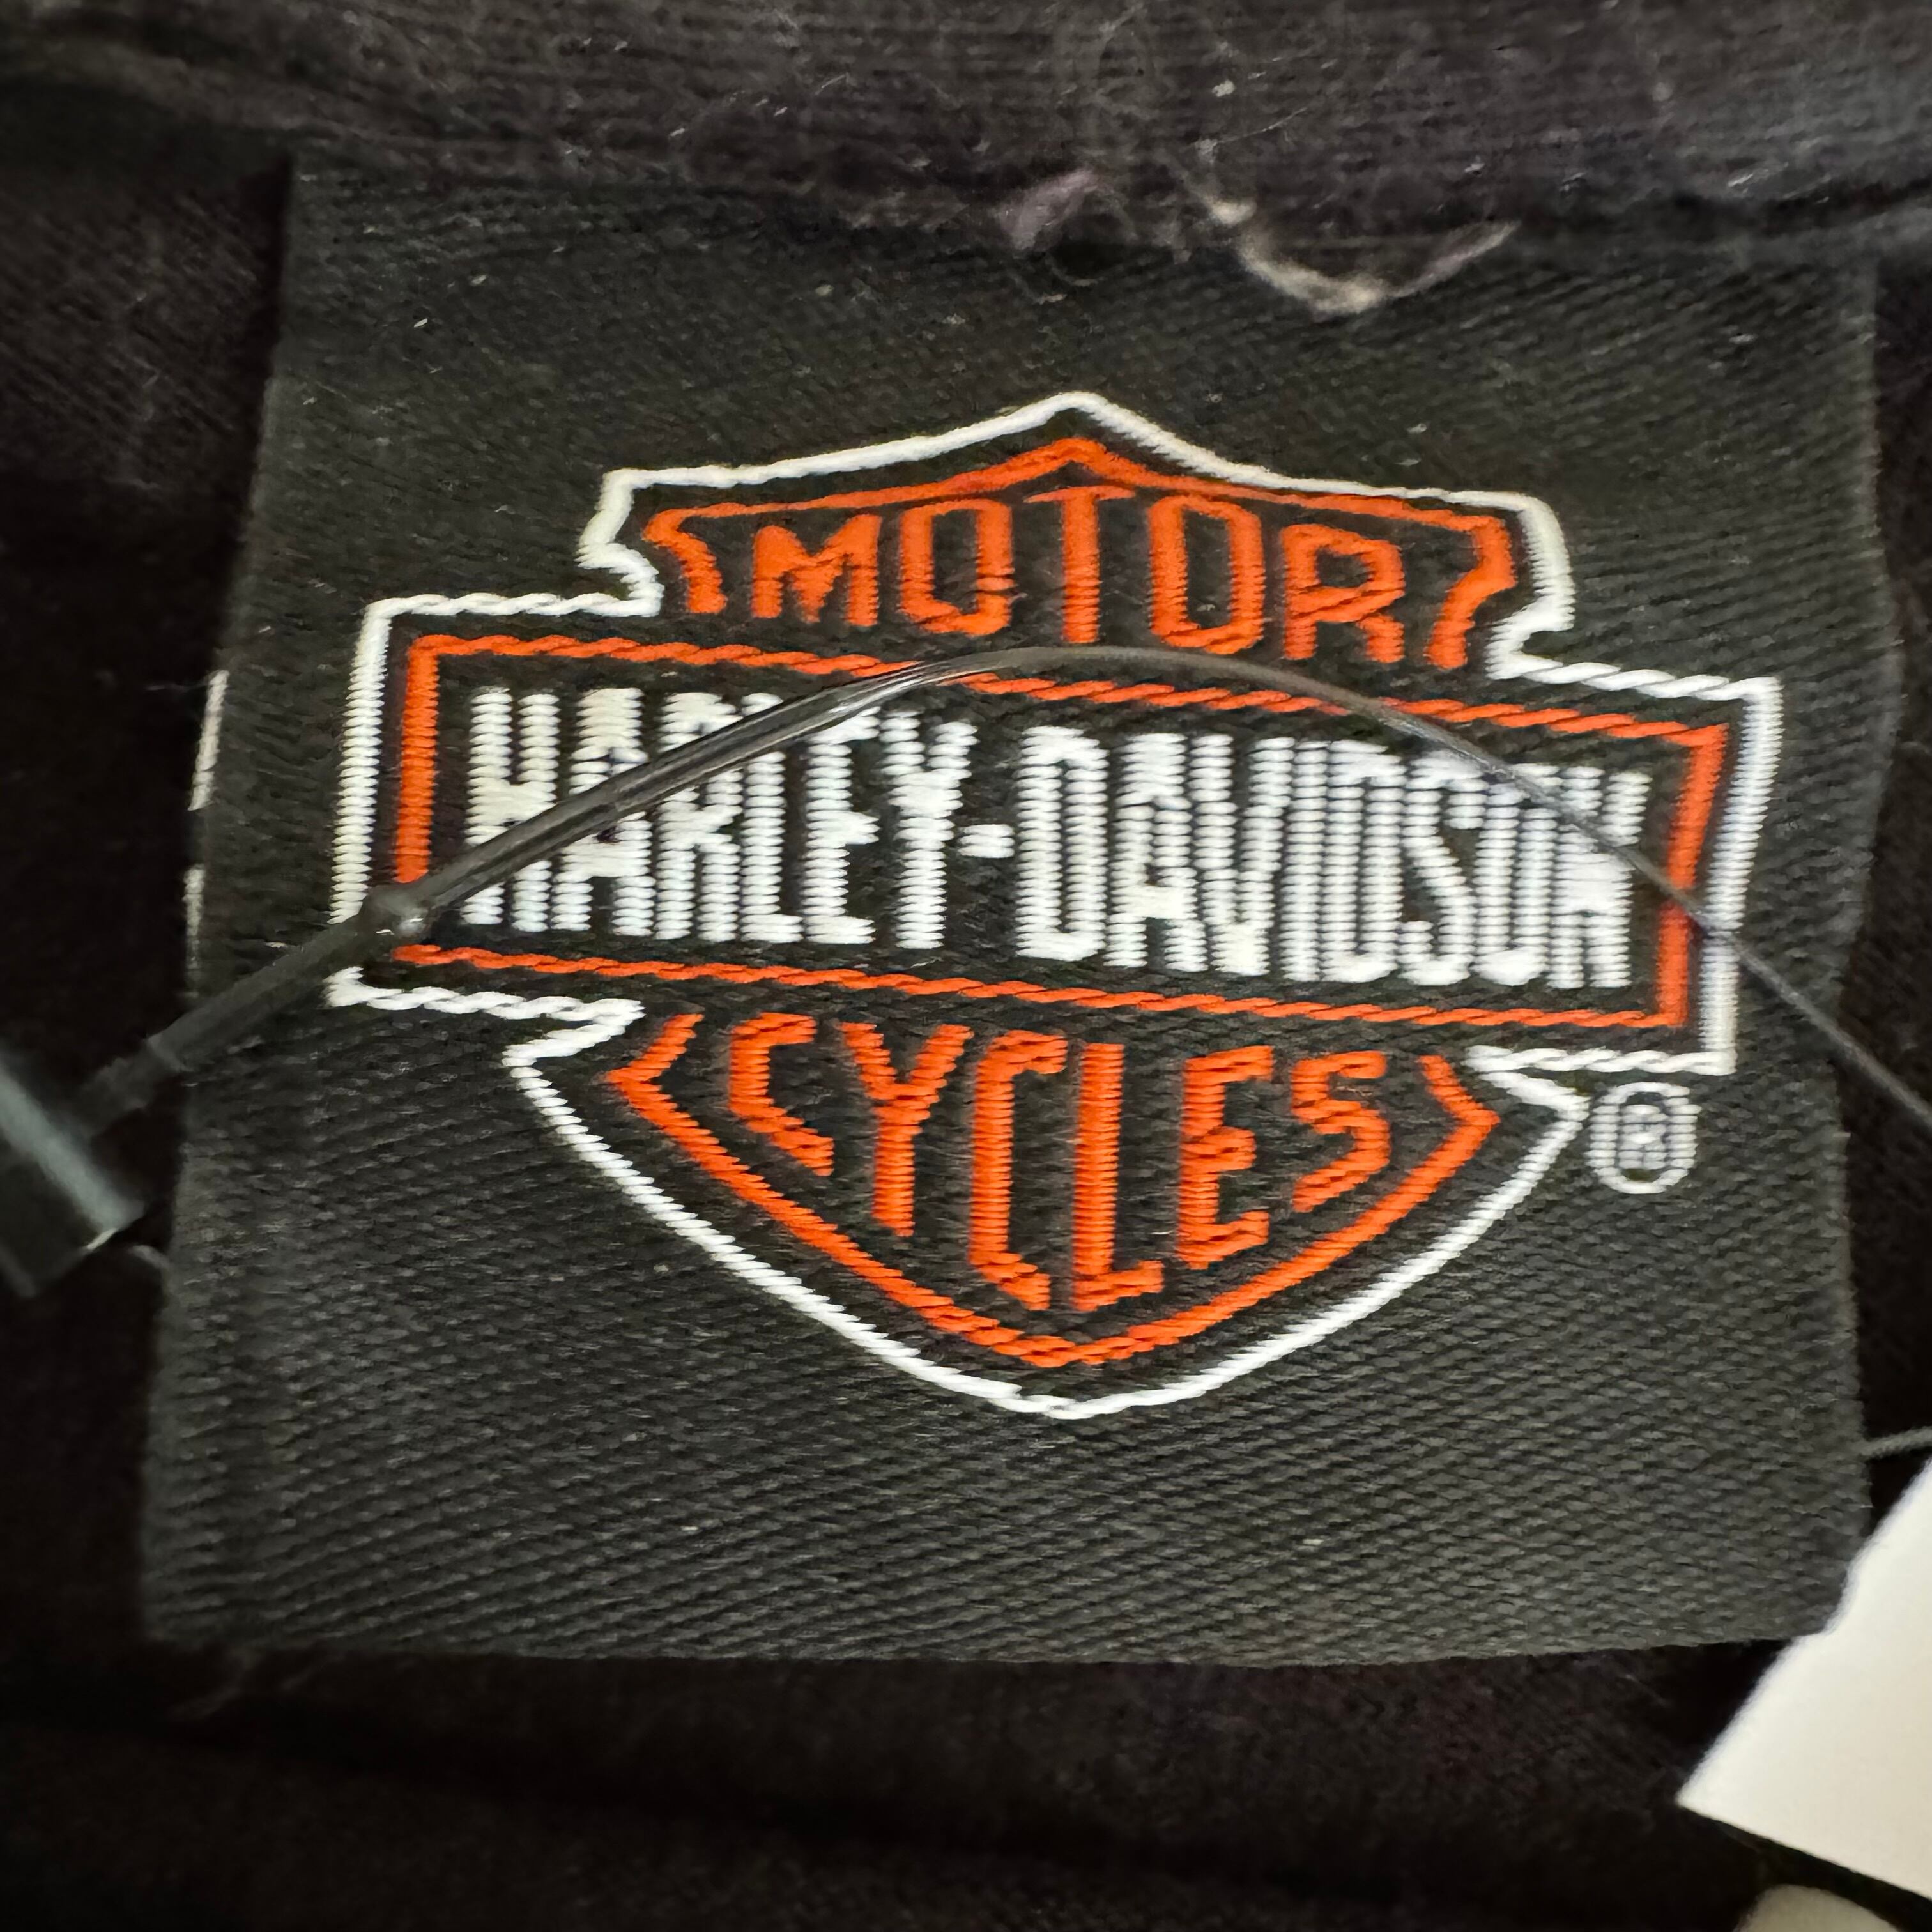 MOTOR
HARLEY-DAVIDSON
CYCLES
®